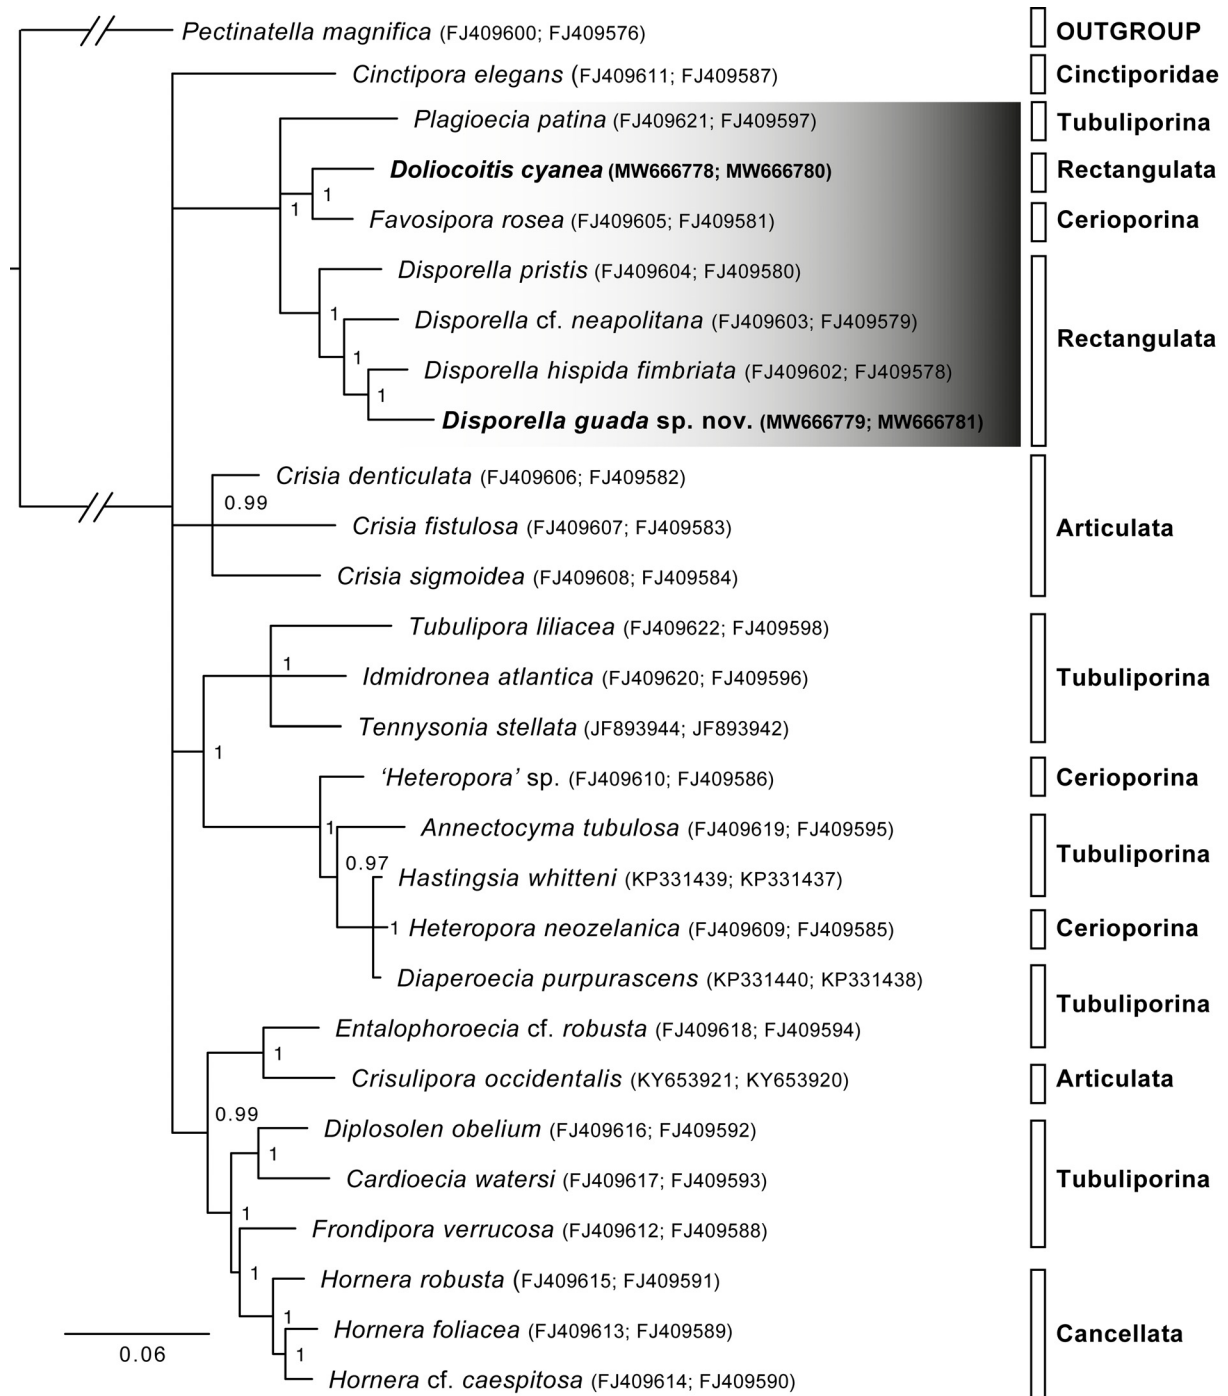 Pectinatella magnifica (FJ409600; FJ409576) OUTGROUP
Cinctipora elegans (FJ409611; FJ409587) Cinctiporidae
Plagioecia patina (FJ409621; FJ409597) Tubuliporina
Doliocoitis cyanea (MW666778; MW666780) Rectangulata
1
1
Favosipora rosea (FJ409605; FJ409581) Cerioporina
Disporella pristis (FJ409604; FJ409580)
1
Disporella cf. neapolitana (FJ409603; FJ409579)
Rectangulata
1
Disporella hispida fimbriata (FJ409602; FJ409578)
1
Disporella guada sp. nov. (MW666779; MW666781)
Crisia denticulata (FJ409606; FJ409582)
0.99
Crisia fistulosa (FJ409607; FJ409583) Articulata
Crisia sigmoidea (FJ409608; FJ409584)
Tubulipora liliacea (FJ409622; FJ409598)
1
Idmidronea atlantica (FJ409620; FJ409596) Tubuliporina
Tennysonia stellata (JF893944; JF893942)
1
‘Heteropora’ sp. (FJ409610; FJ409586) Cerioporina
1
Annectocyma tubulosa (FJ409619; FJ409595)
Tubuliporina
0.97
Hastingsia whitteni (KP331439; KP331437)
1 Heteropora neozelanica (FJ409609; FJ409585) Cerioporina
Diaperoecia purpurascens (KP331440; KP331438)
Tubuliporina
Entalophoroecia cf. robusta (FJ409618; FJ409594)
1
Crisulipora occidentalis (KY653921; KY653920) Articulata
0.99
Diplosolen obelium (FJ409616; FJ409592)
1
Cardioecia watersi (FJ409617; FJ409593) Tubuliporina
1
Frondipora verrucosa (FJ409612; FJ409588)
1
Hornera robusta (FJ409615; FJ409591)
1
Hornera foliacea (FJ409613; FJ409589) Cancellata
1
0.06
Hornera cf. caespitosa (FJ409614; FJ409590)